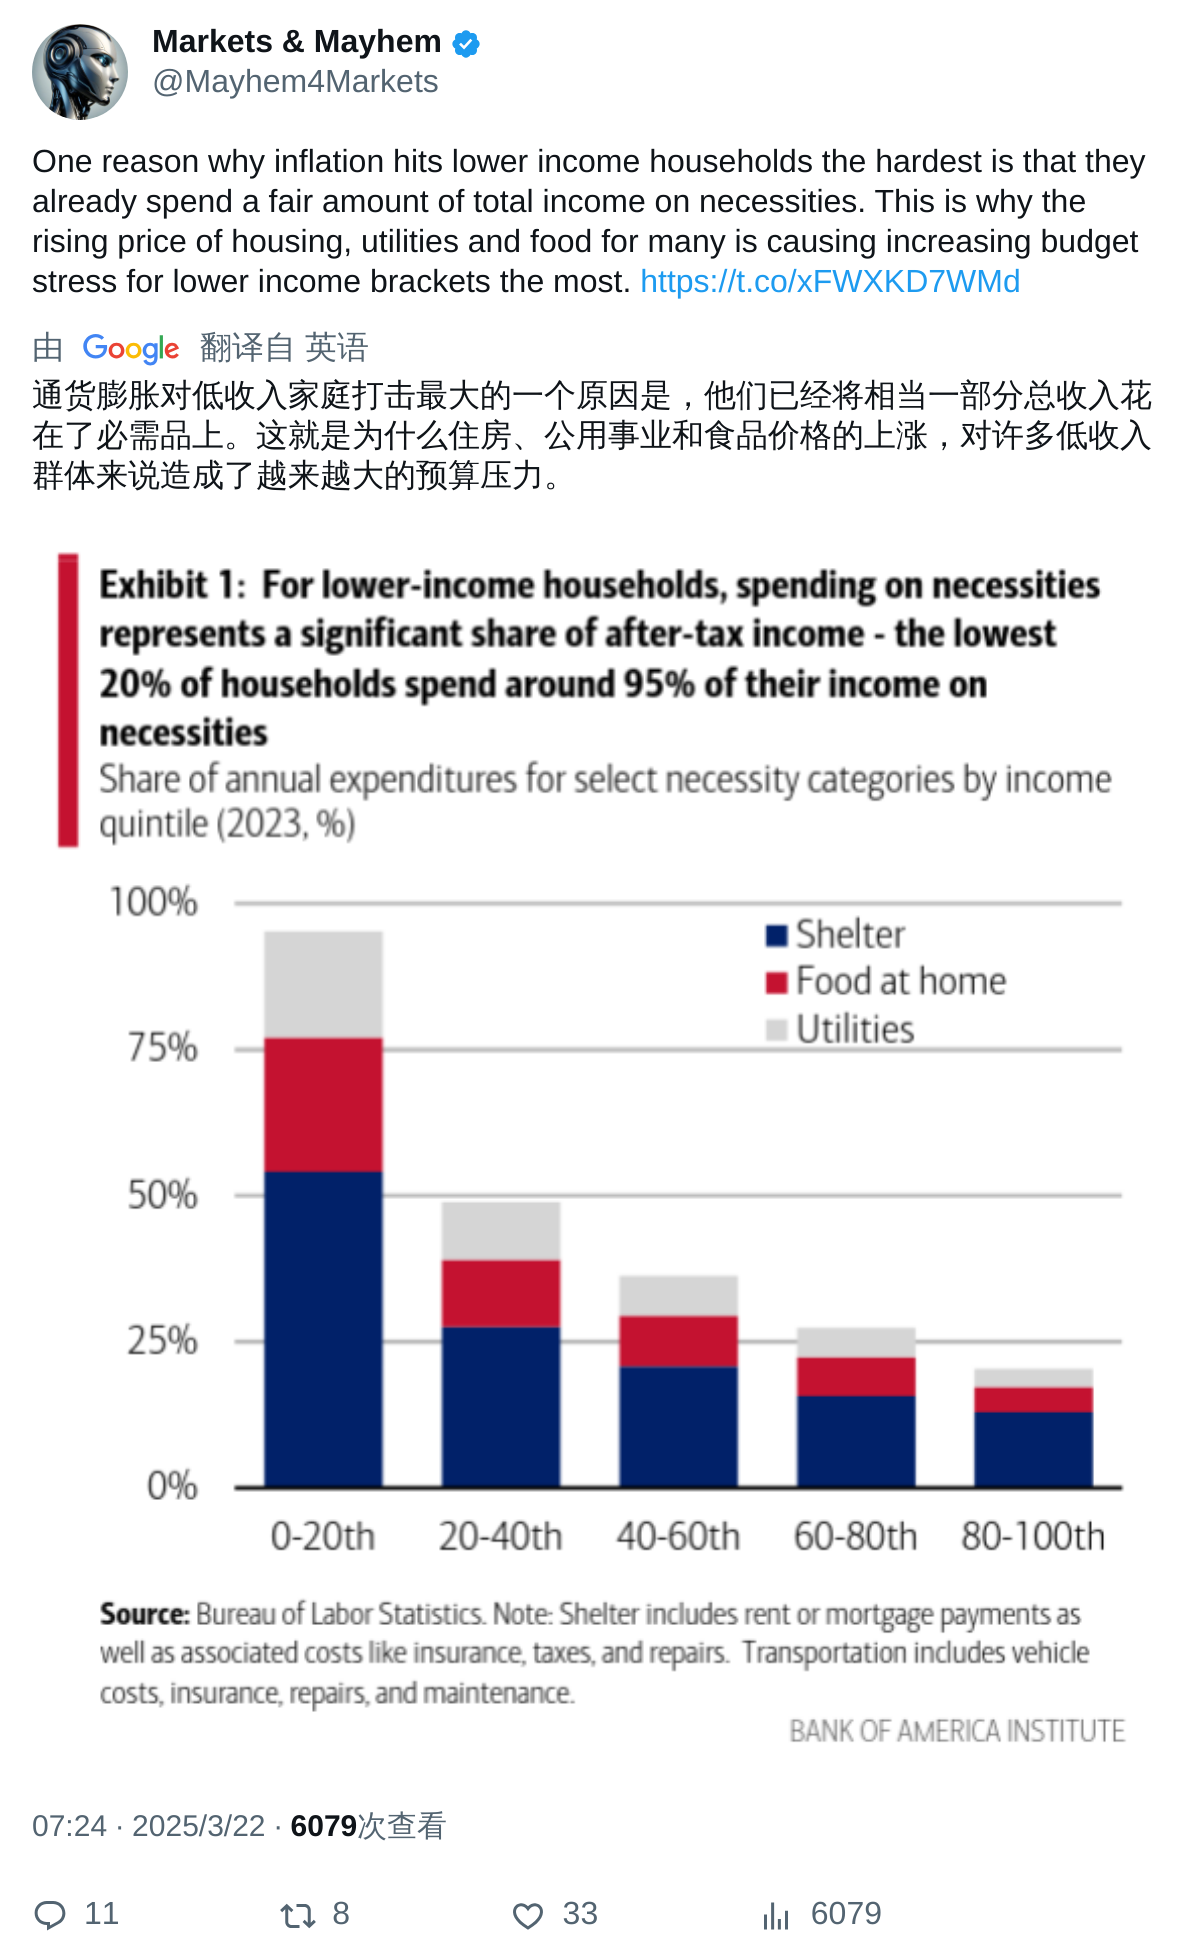 Markets & Mayhem
@Mayhem4Markets
One reason why inflation hits lower income households the hardest is that they
already spend a fair amount of total income on necessities. This is why the
rising price of housing, utilities and food for many is causing increasing budget
stress for lower income brackets the most. https://t.co/xFWXKD7WMd
由 Google 翻译自 英语
通货膨胀对低收入家庭打击最大的一个原因是，他们已经将相当一部分总收入花
在了必需品上。这就是为什么住房、公用事业和食品价格的上涨，对许多低收入
群体来说造成了越来越大的预算压力。
Exhibit 1: For lower-income households, spending on necessities
represents a significant share of after-tax income - the lowest
20% of households spend around 95% of their income on
necessities
Share of annual expenditures for select necessity categories by income
quintile (2023, %)
100%
Shelter
Food at home
Utilities
75%
50%
25%
0%
0-20th 20-40th 40-60th 60-80th 80-100th
Source: Bureau of Labor Statistics. Note: Shelter includes rent or mortgage payments as
well as associated costs like insurance, taxes, and repairs. Transportation includes vehicle
costs, insurance, repairs, and maintenance.
BANK OF AMERICA INSTITUTE
07:24 · 2025/3/22 · 6079次查看
11 8 33 6079